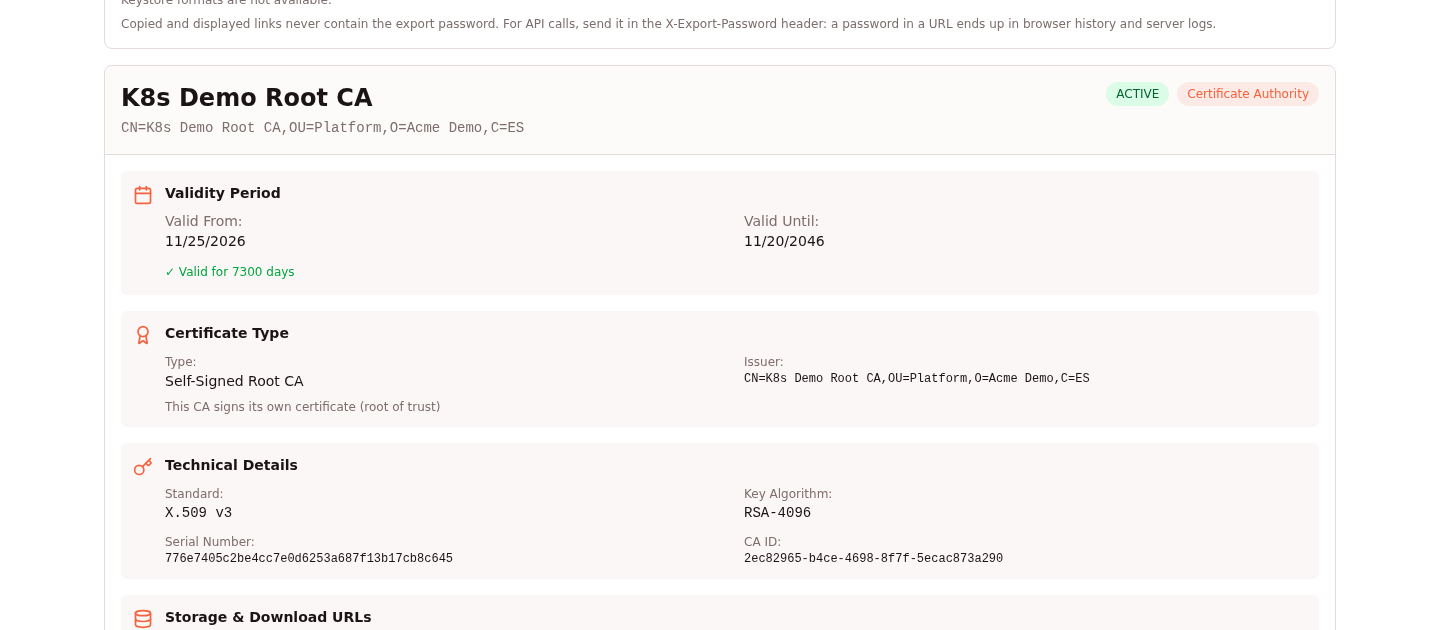 Keystore formats are not available.
Copied and displayed links never contain the export password. For API calls, send it in the X-Export-Password header: a password in a URL ends up in browser history and server logs.
K8s Demo Root CA
ACTIVE
Certificate Authority
CN=K8s Demo Root CA,OU=Platform,O=Acme Demo,C=ES
Validity Period
Valid From:
11/25/2026
Valid Until:
11/20/2046
✓ Valid for 7300 days
Certificate Type
Type:
Self-Signed Root CA
This CA signs its own certificate (root of trust)
Issuer:
CN=K8s Demo Root CA,OU=Platform,O=Acme Demo,C=ES
Technical Details
Standard:
X.509 v3
Key Algorithm:
RSA-4096
Serial Number:
776e7405c2be4cc7e0d6253a687f13b17cb8c645
CA ID:
2ec82965-b4ce-4698-8f7f-5ecac873a290
Storage & Download URLs